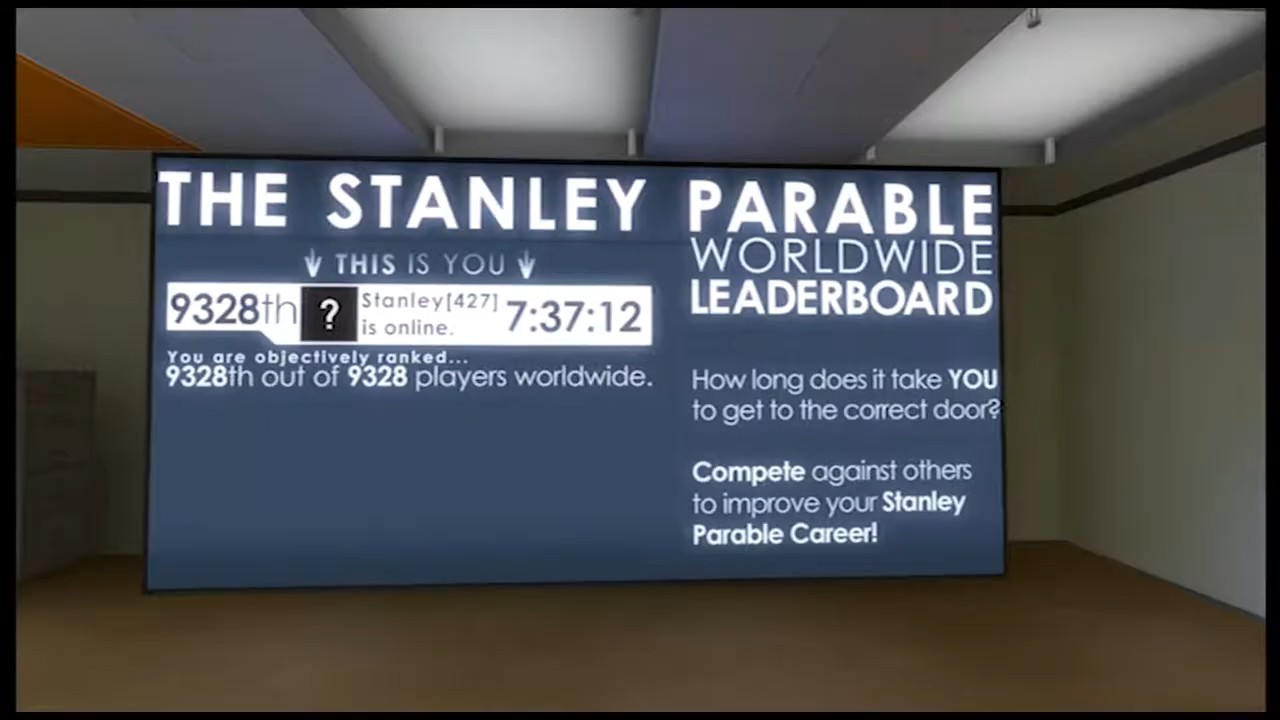 THE STANLEY PARABLE
WORLDWIDE
LEADERBOARD
THIS IS YOU
9328th ? Stanley[427] is online. 7:37:12
You are objectively ranked...
9328th out of 9328 players worldwide.
How long does it take YOU
to get to the correct door?
Compete against others
to improve your Stanley
Parable Career!